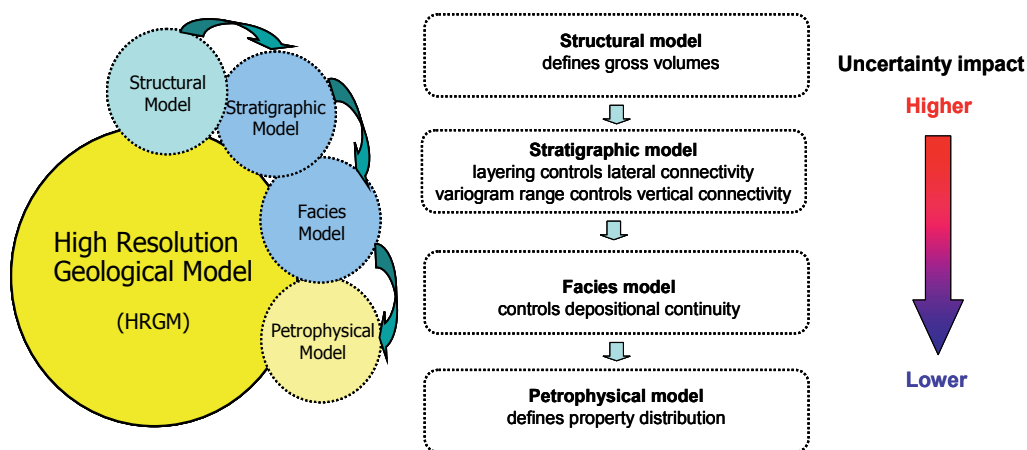 Structural
Model
Stratigraphic
Model
Facies
Model
Petrophysical
Model
High Resolution
Geological Model
(HRGM)
Structural model
defines gross volumes
Stratigraphic model
layering controls lateral connectivity
variogram range controls vertical connectivity
Facies model
controls depositional continuity
Petrophysical model
defines property distribution
Uncertainty impact
Higher
Lower